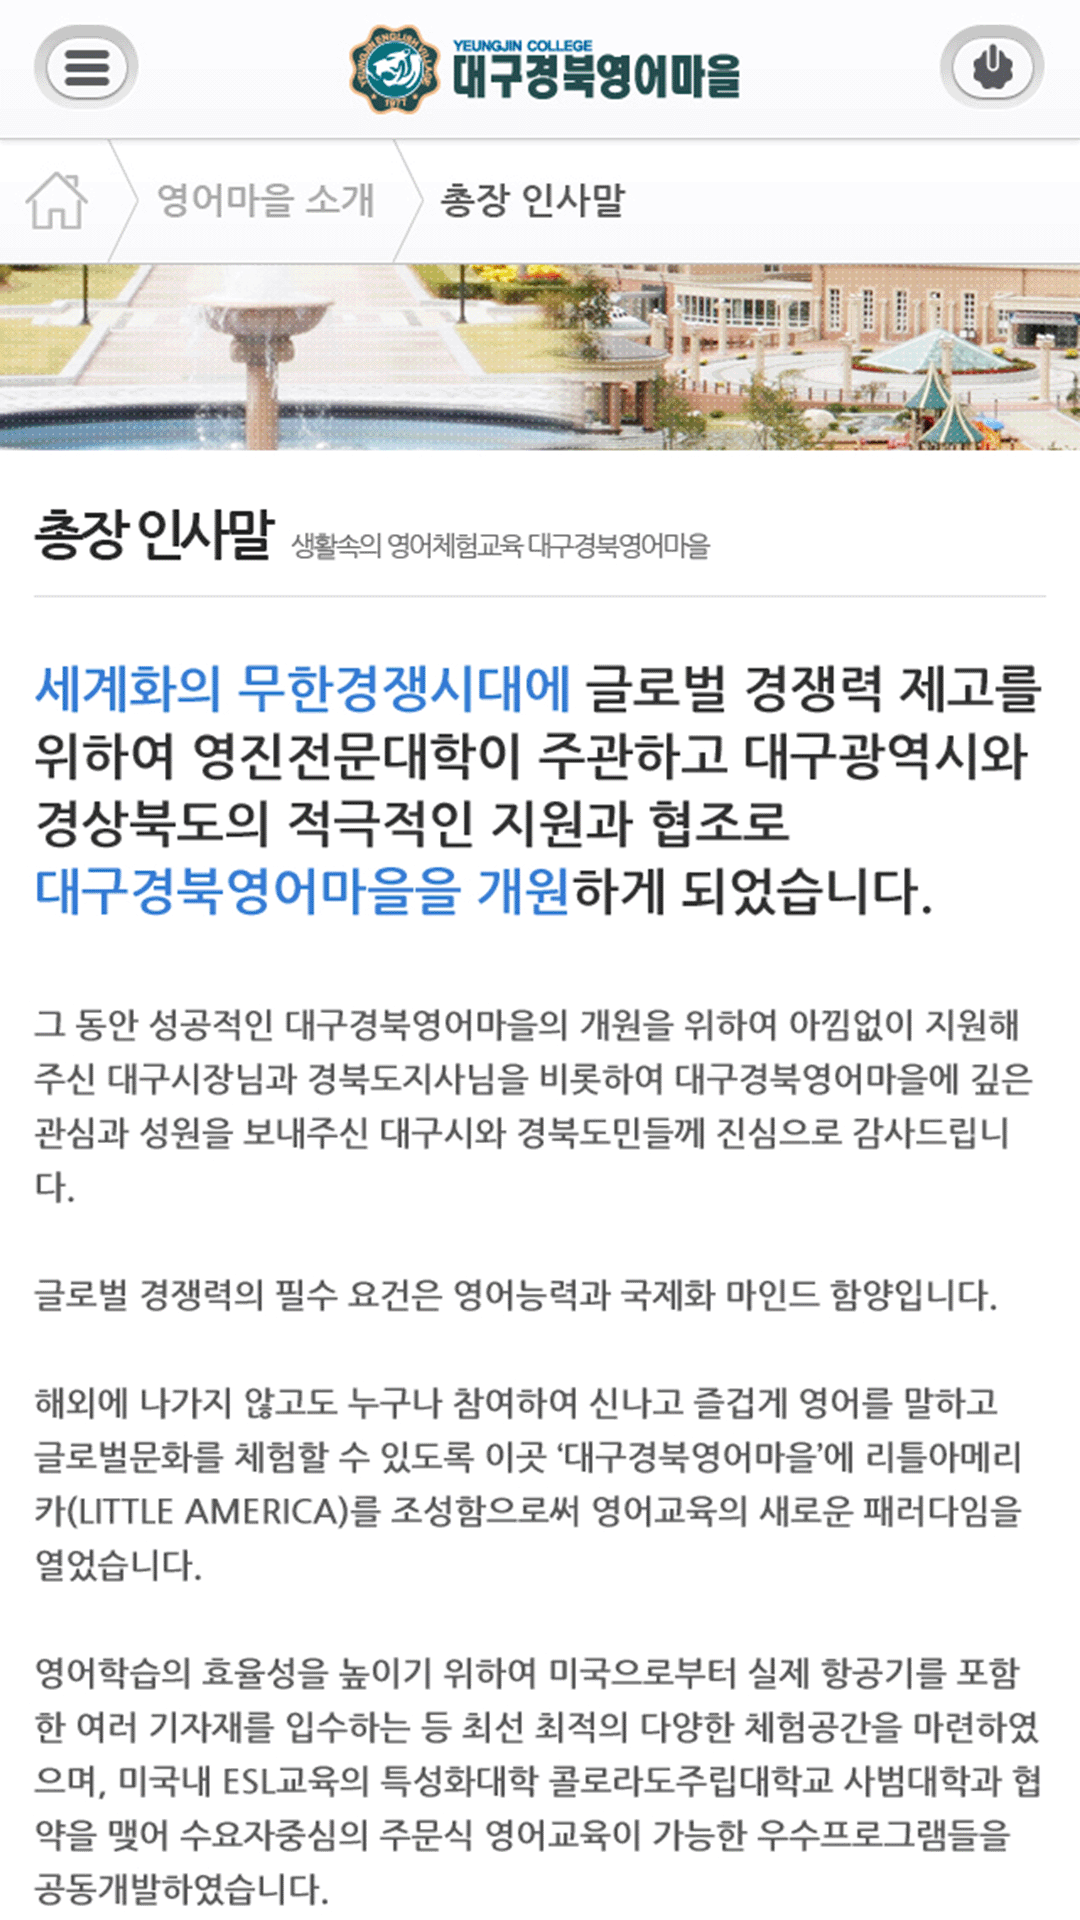 YEUNGJIN ENGLISH VILLAGE
1977
YEUNGJIN COLLEGE
대구경북영어마을
영어마을 소개
총장 인사말
총장 인사말 생활속의 영어체험교육 대구경북영어마을
세계화의 무한경쟁시대에 글로벌 경쟁력 제고를
위하여 영진전문대학이 주관하고 대구광역시와
경상북도의 적극적인 지원과 협조로
대구경북영어마을을 개원하게 되었습니다.
그 동안 성공적인 대구경북영어마을의 개원을 위하여 아낌없이 지원해
주신 대구시장님과 경북도지사님을 비롯하여 대구경북영어마을에 깊은
관심과 성원을 보내주신 대구시와 경북도민들께 진심으로 감사드립니
다.
글로벌 경쟁력의 필수 요건은 영어능력과 국제화 마인드 함양입니다.
해외에 나가지 않고도 누구나 참여하여 신나고 즐겁게 영어를 말하고
글로벌문화를 체험할 수 있도록 이곳 ‘대구경북영어마을’에 리틀아메리
카(LITTLE AMERICA)를 조성함으로써 영어교육의 새로운 패러다임을
열었습니다.
영어학습의 효율성을 높이기 위하여 미국으로부터 실제 항공기를 포함
한 여러 기자재를 입수하는 등 최선 최적의 다양한 체험공간을 마련하였
으며, 미국내 ESL교육의 특성화대학 콜로라도주립대학교 사범대학과 협
약을 맺어 수요자중심의 주문식 영어교육이 가능한 우수프로그램들을
공동개발하였습니다.